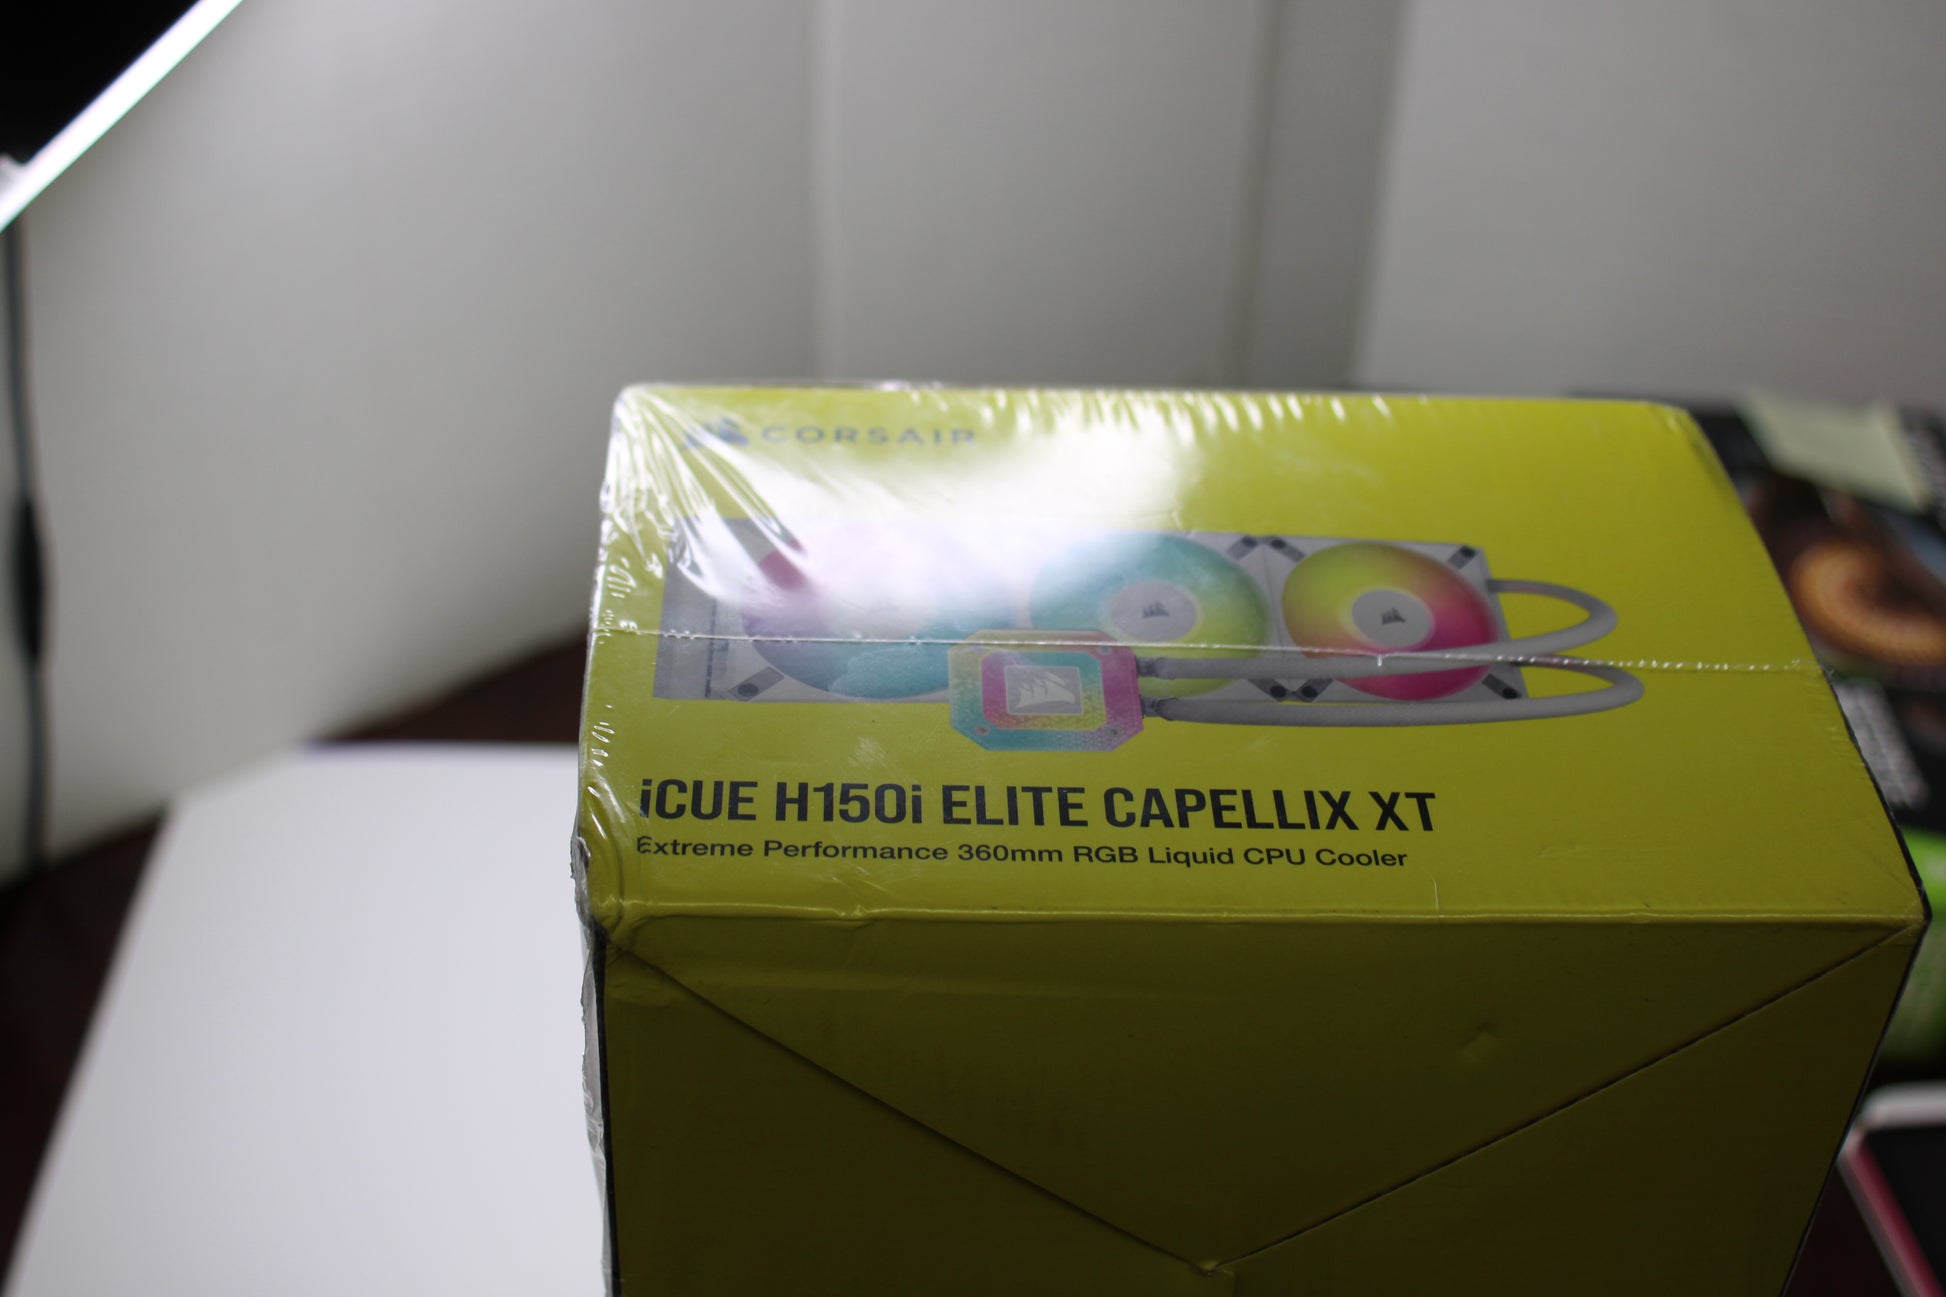 CORSAIR
iCUE H150i ELITE CAPELLIX XT
Extreme Performance 360mm RGB Liquid CPU Cooler